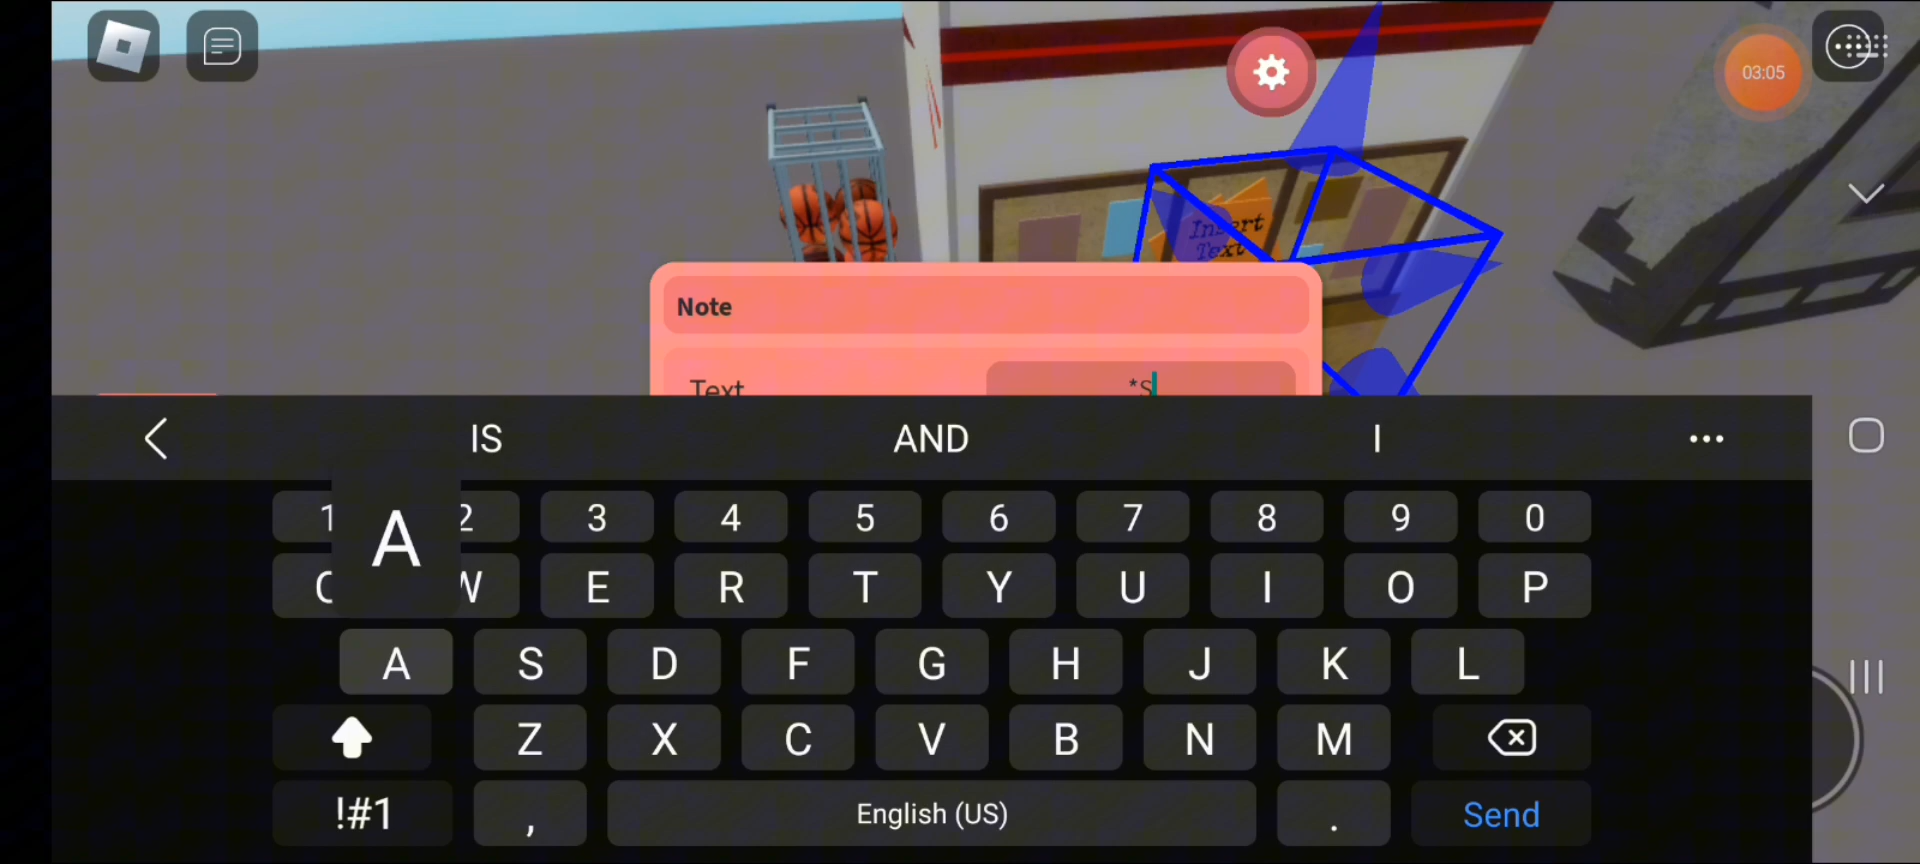 03:05
Insert
Text
Note
Text
*S
IS AND I
1 2 3 4 5 6 7 8 9 0
A
W E R T Y U I O P
A S D F G H J K L
Z X C V B N M
!#1 , English (US) . Send